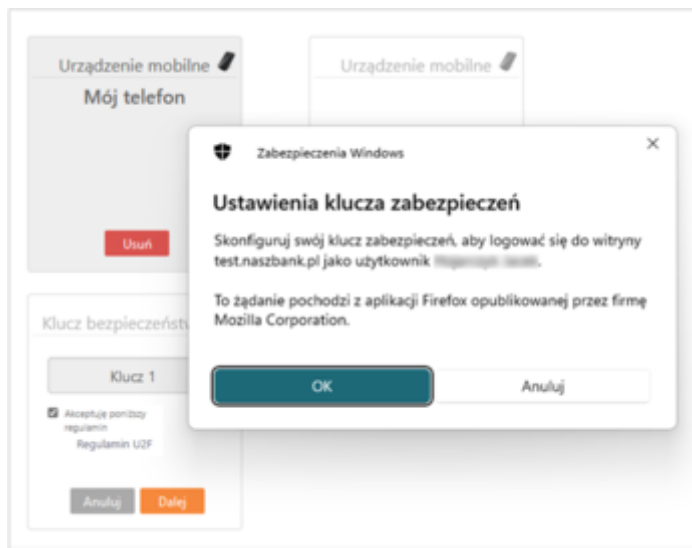 Urządzenie mobilne
Mój telefon
Usuń
Urządzenie mobilne
Zabezpieczenia Windows
Ustawienia klucza zabezpieczeń
Skonfiguruj swój klucz zabezpieczeń, aby logować się do witryny
test.naszbank.pl jako użytkownik
To żądanie pochodzi z aplikacji Firefox opublikowanej przez firmę
Mozilla Corporation.
OK Anuluj
Klucz
Klucz 1
Akceptuję poniższy
regulamin
Regulamin U2F
Anuluj Dalej